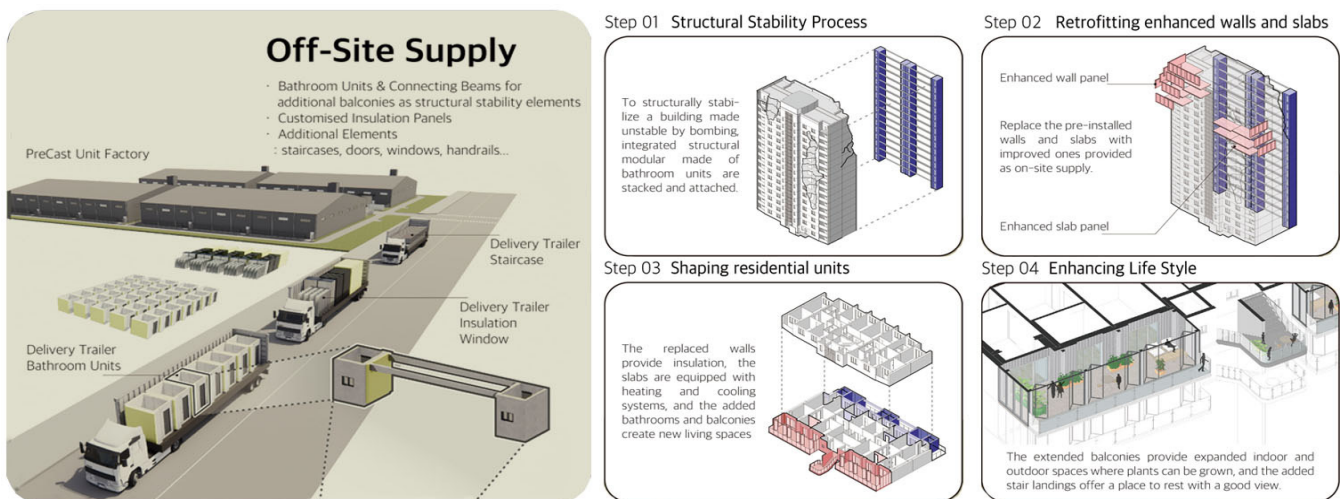 Off-Site Supply
· Bathroom Units & Connecting Beams for
additional balconies as structural stability elements
· Customised Insulation Panels
· Additional Elements
: staircases, doors, windows, handrails...
PreCast Unit Factory
Delivery Trailer
Staircase
Delivery Trailer
Insulation
Window
Delivery Trailer
Bathroom Units
Step 01 Structural Stability Process
To structurally stabi-
lize a building made
unstable by bombing,
integrated structural
modular made of
bathroom units are
stacked and attached.
Step 02 Retrofitting enhanced walls and slabs
Enhanced wall panel
Replace the pre-installed
walls and slabs with
improved ones provided
as on-site supply.
Enhanced slab panel
Step 03 Shaping residential units
The replaced walls
provide insulation, the
slabs are equipped with
heating and cooling
systems, and the added
bathrooms and balconies
create new living spaces
Step 04 Enhancing Life Style
The extended balconies provide expanded indoor and
outdoor spaces where plants can be grown, and the added
stair landings offer a place to rest with a good view.